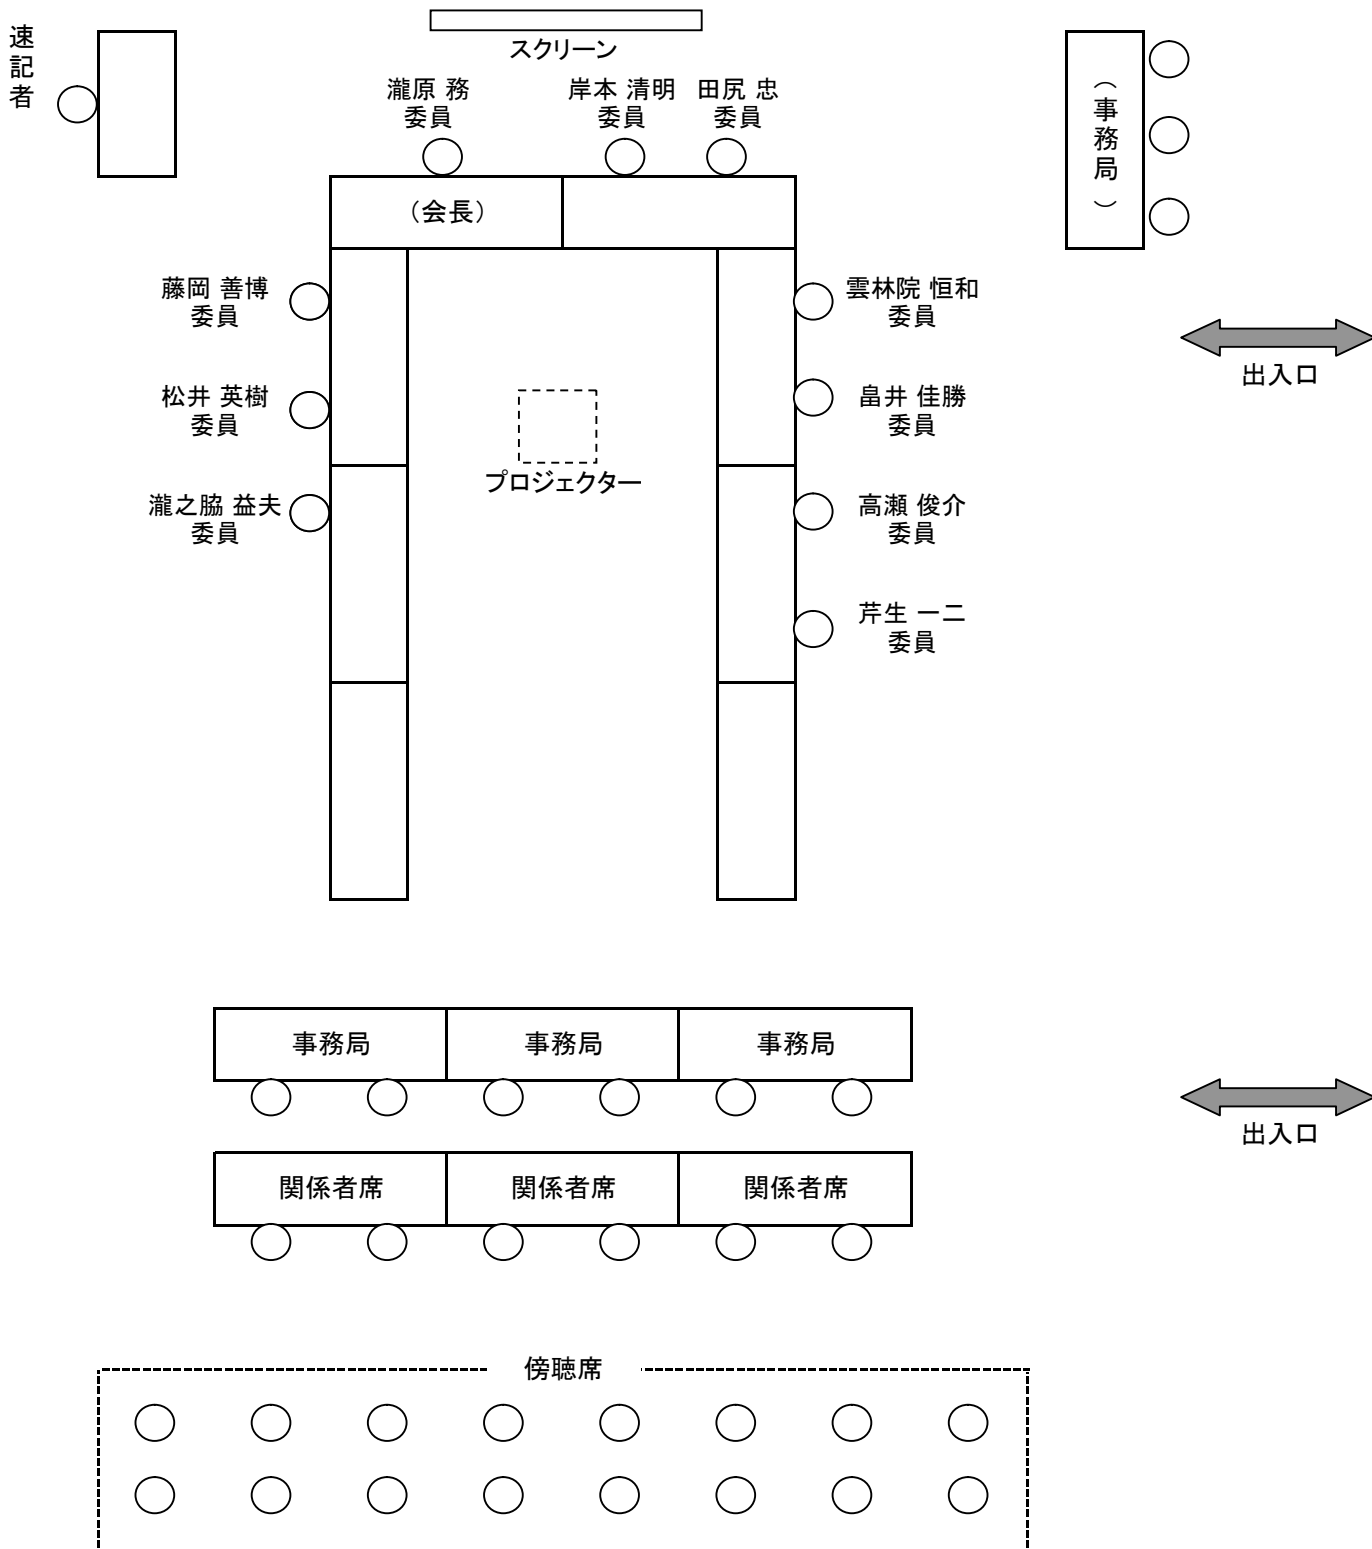 速記者
スクリーン
瀧原 務
委員
岸本 清明
委員
田尻 忠
委員
（事務局）
（会長）
藤岡 善博
委員
雲林院 恒和
委員
出入口
松井 英樹
委員
畠井 佳勝
委員
プロジェクター
瀧之脇 益夫
委員
高瀬 俊介
委員
芹生 一二
委員
事務局
事務局
事務局
出入口
関係者席
関係者席
関係者席
傍聴席